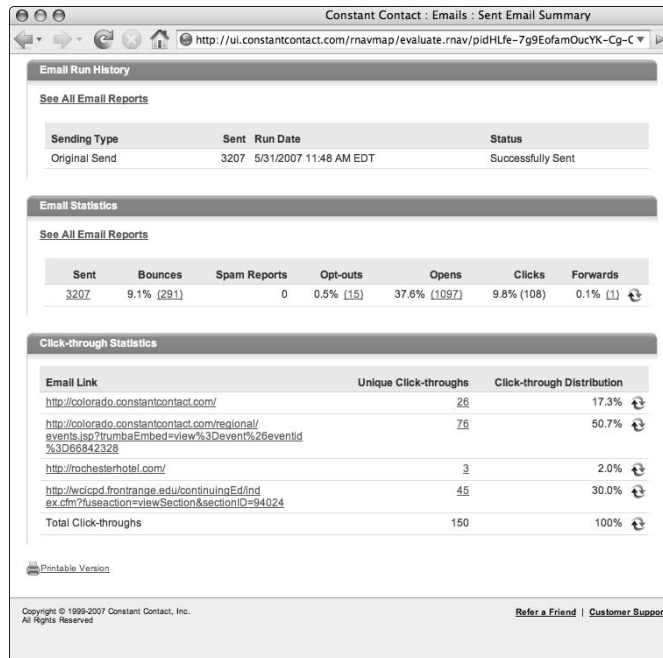 Constant Contact : Emails : Sent Email Summary
http://ui.constantcontact.com/rnavmap/evaluate.rnav/pidHLfe-7g9EofamOucYK-Cg-C
Email Run History
See All Email Reports
Sending Type Sent Run Date Status
Original Send 3207 5/31/2007 11:48 AM EDT Successfully Sent
Email Statistics
See All Email Reports
Sent Bounces Spam Reports Opt-outs Opens Clicks Forwards
3207 9.1% (291) 0 0.5% (15) 37.6% (1097) 9.8% (108) 0.1% (1)
Click-through Statistics
Email Link Unique Click-throughs Click-through Distribution
http://colorado.constantcontact.com/ 26 17.3%
http://colorado.constantcontact.com/regional/
events.jsp?trumbaEmbed=view%3Devent%26eventid 76 50.7%
%3D66842328
http://rochesterhotel.com/ 3 2.0%
http://wcicpd.frontrange.edu/continuingEd/ind 45 30.0%
ex.cfm?fuseaction=viewSection&sectionID=94024
Total Click-throughs 150 100%
Printable Version
Copyright © 1999-2007 Constant Contact, Inc. Refer a Friend | Customer Suppor
All Rights Reserved